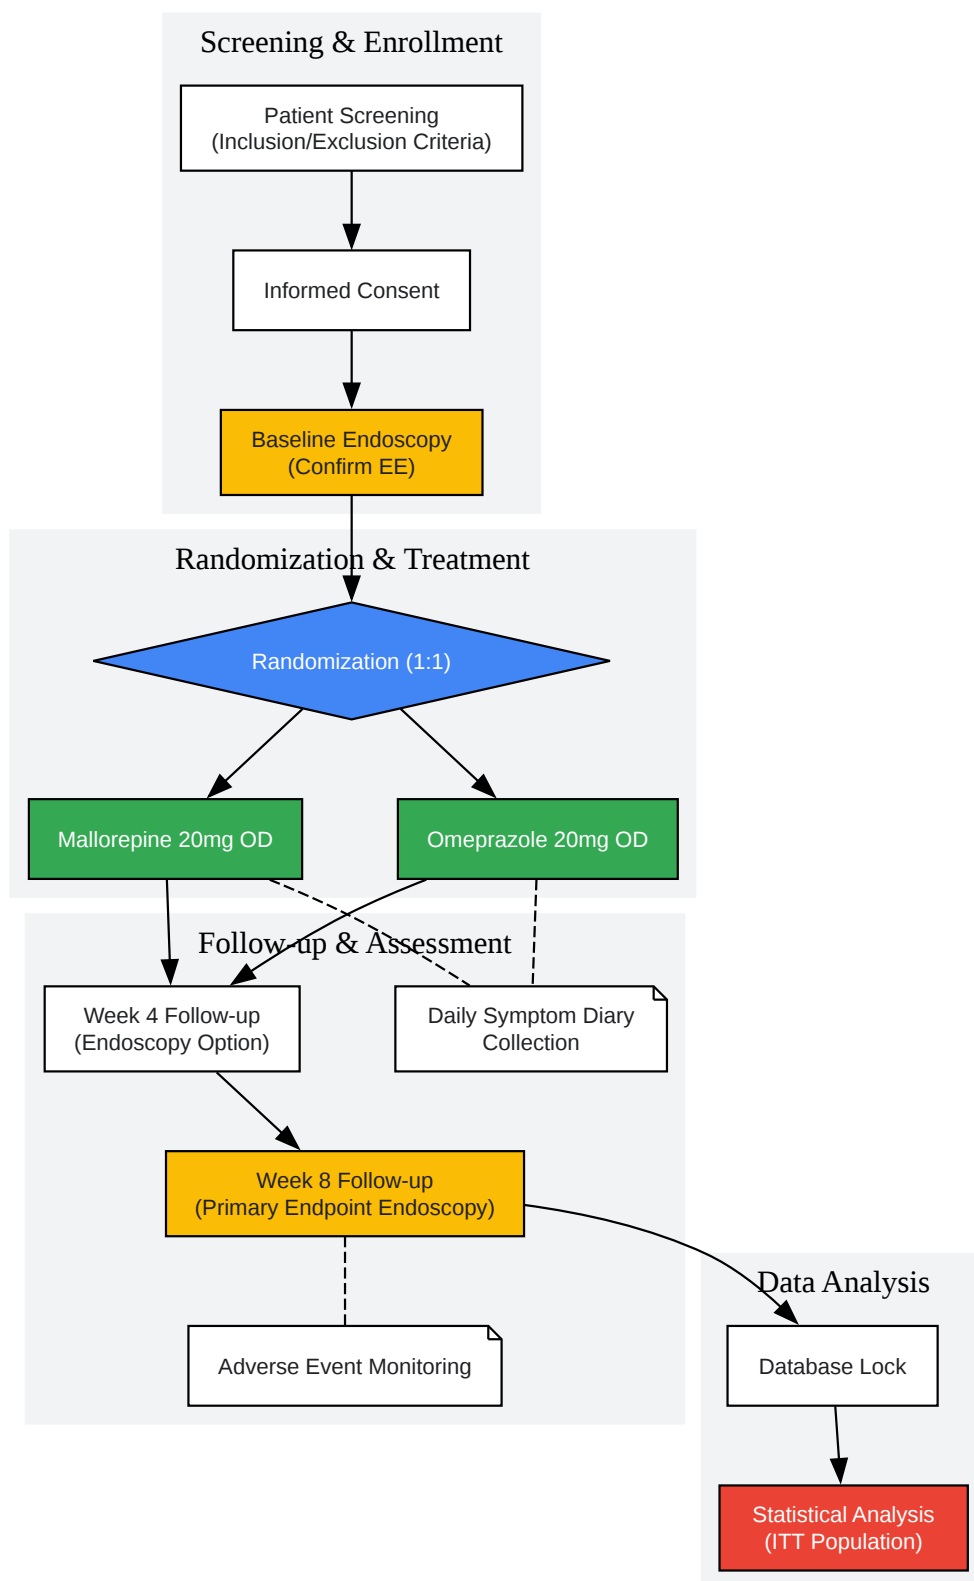 Screening & Enrollment
Patient Screening
(Inclusion/Exclusion Criteria)
Informed Consent
Baseline Endoscopy
(Confirm EE)
Randomization & Treatment
Randomization (1:1)
Mallorepine 20mg OD
Omeprazole 20mg OD
Follow-up & Assessment
Week 4 Follow-up
(Endoscopy Option)
Daily Symptom Diary
Collection
Week 8 Follow-up
(Primary Endpoint Endoscopy)
Adverse Event Monitoring
Data Analysis
Database Lock
Statistical Analysis
(ITT Population)